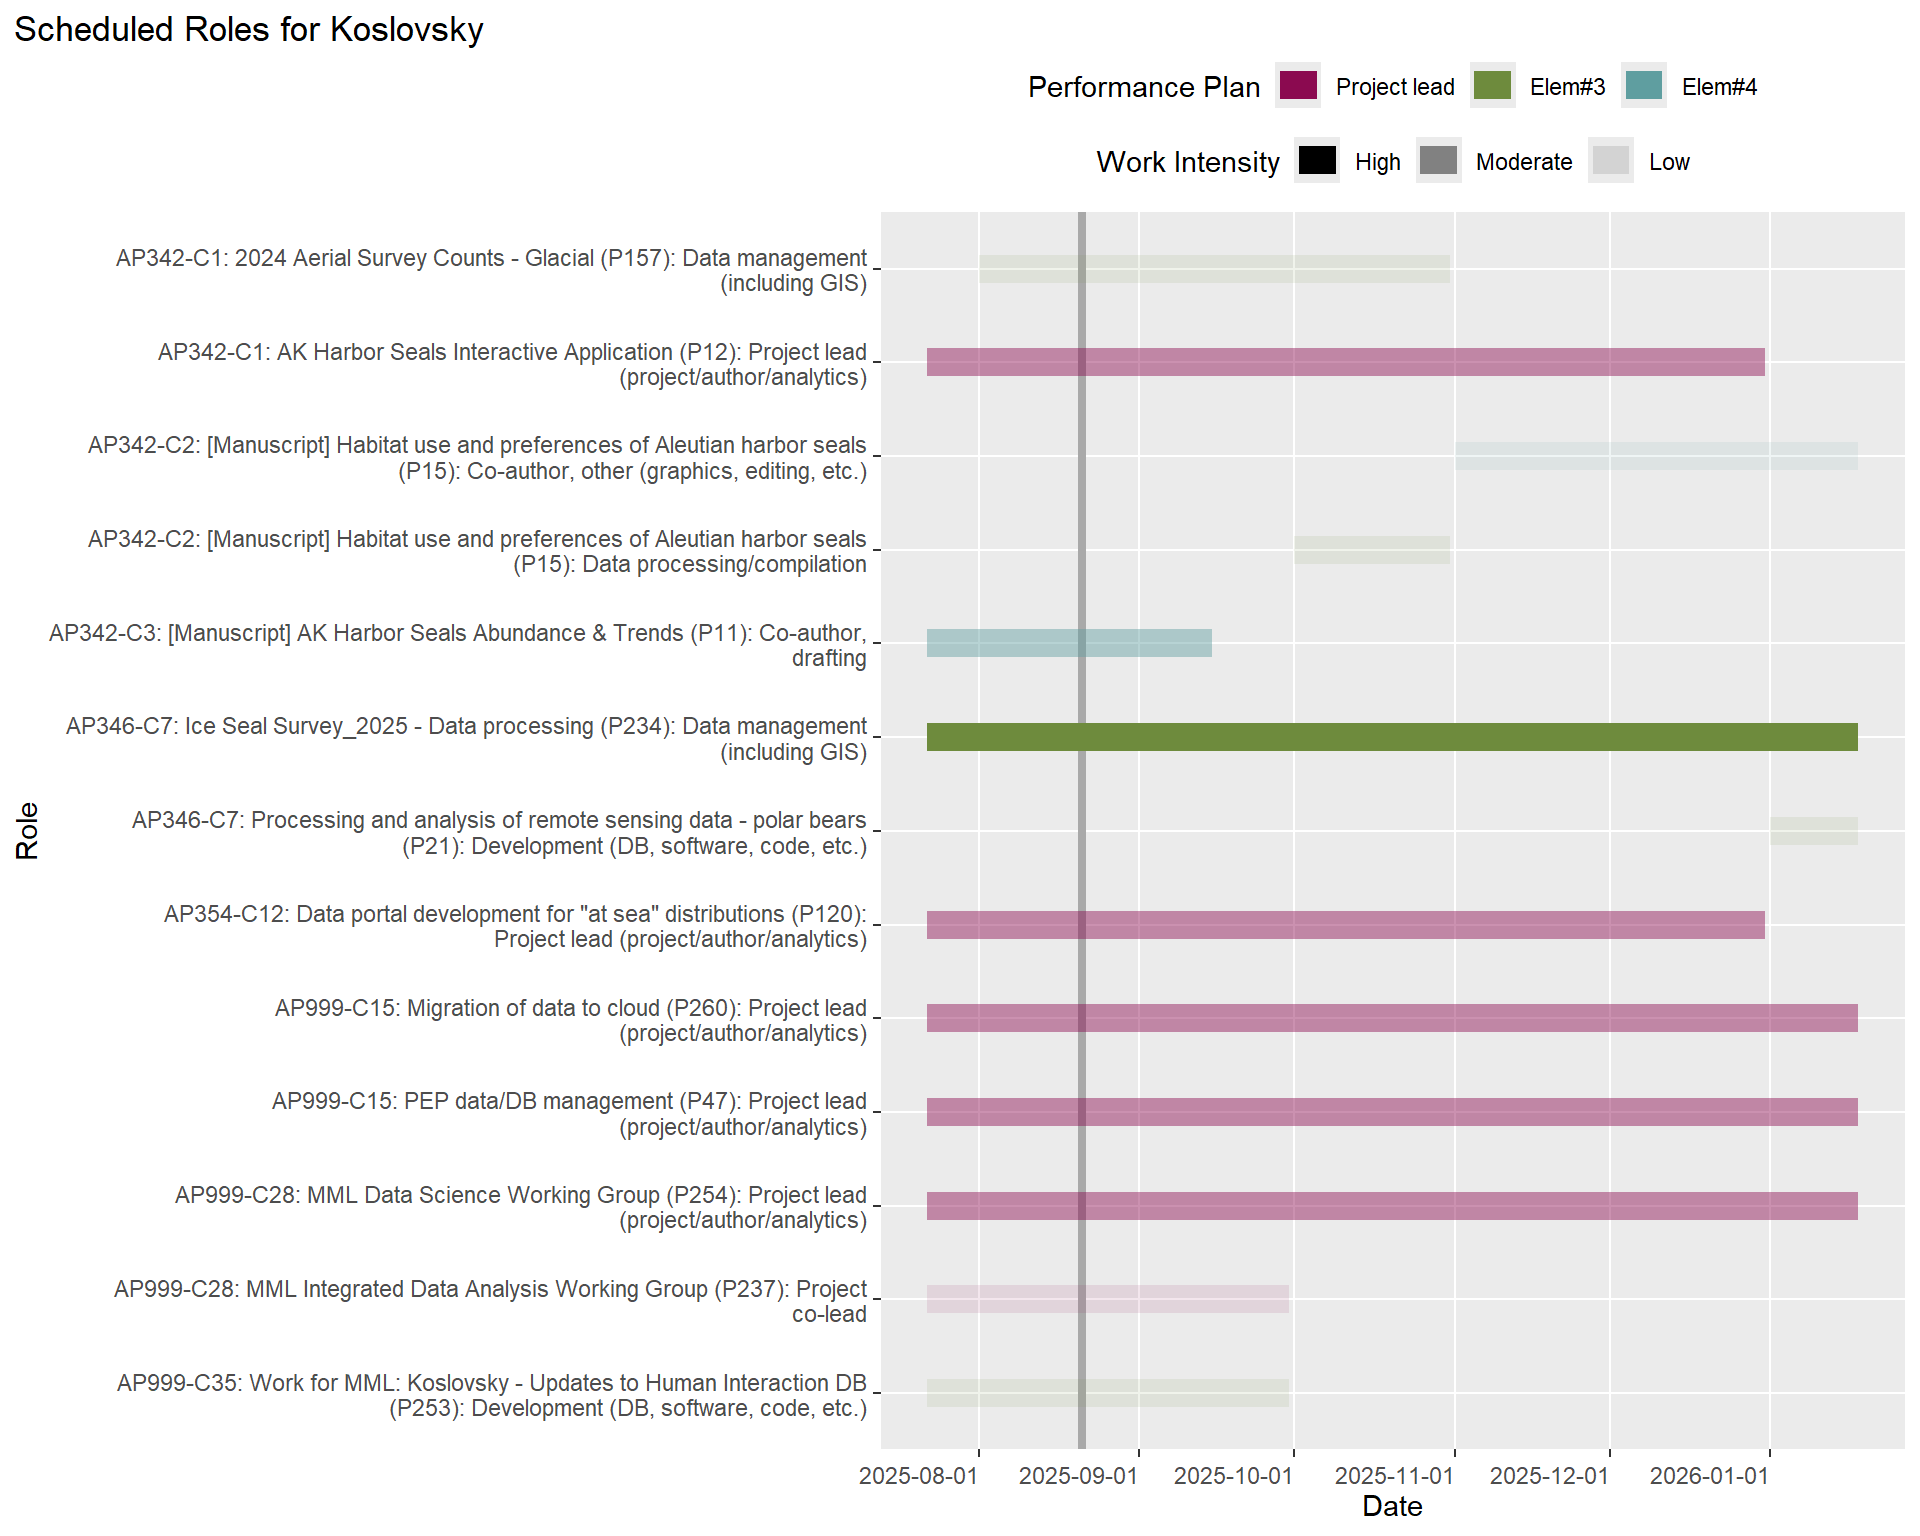 Scheduled Roles for Koslovsky
Performance Plan Project lead Elem#3 Elem#4
Work Intensity High Moderate Low
AP342-C1: 2024 Aerial Survey Counts - Glacial (P157): Data management
(including GIS)
AP342-C1: AK Harbor Seals Interactive Application (P12): Project lead
(project/author/analytics)
AP342-C2: [Manuscript] Habitat use and preferences of Aleutian harbor seals
(P15): Co-author, other (graphics, editing, etc.)
AP342-C2: [Manuscript] Habitat use and preferences of Aleutian harbor seals
(P15): Data processing/compilation
AP342-C3: [Manuscript] AK Harbor Seals Abundance & Trends (P11): Co-author,
drafting
AP346-C7: Ice Seal Survey_2025 - Data processing (P234): Data management
(including GIS)
Role
AP346-C7: Processing and analysis of remote sensing data - polar bears
(P21): Development (DB, software, code, etc.)
AP354-C12: Data portal development for "at sea" distributions (P120):
Project lead (project/author/analytics)
AP999-C15: Migration of data to cloud (P260): Project lead
(project/author/analytics)
AP999-C15: PEP data/DB management (P47): Project lead
(project/author/analytics)
AP999-C28: MML Data Science Working Group (P254): Project lead
(project/author/analytics)
AP999-C28: MML Integrated Data Analysis Working Group (P237): Project
co-lead
AP999-C35: Work for MML: Koslovsky - Updates to Human Interaction DB
(P253): Development (DB, software, code, etc.)
2025-08-01 2025-09-01 2025-10-01 2025-11-01 2025-12-01 2026-01-01
Date